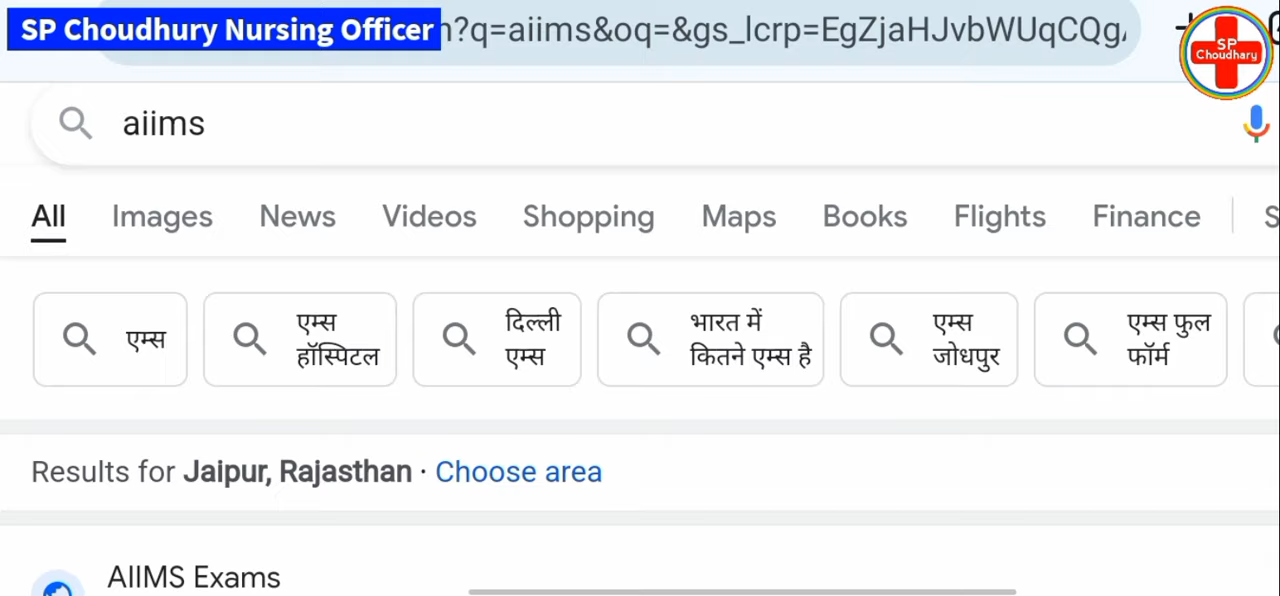 SP Choudhury Nursing Officer
?q=aiims&oq=&gs_lcrp=EgZjaHJvbWUqCQg
SP
Choudhary
aiims
All Images News Videos Shopping Maps Books Flights Finance
एम्स
एम्स
हॉस्पिटल
दिल्ली
एम्स
भारत में
कितने एम्स है
एम्स
जोधपुर
एम्स फुल
फॉर्म
Results for Jaipur, Rajasthan · Choose area
AIIMS Exams